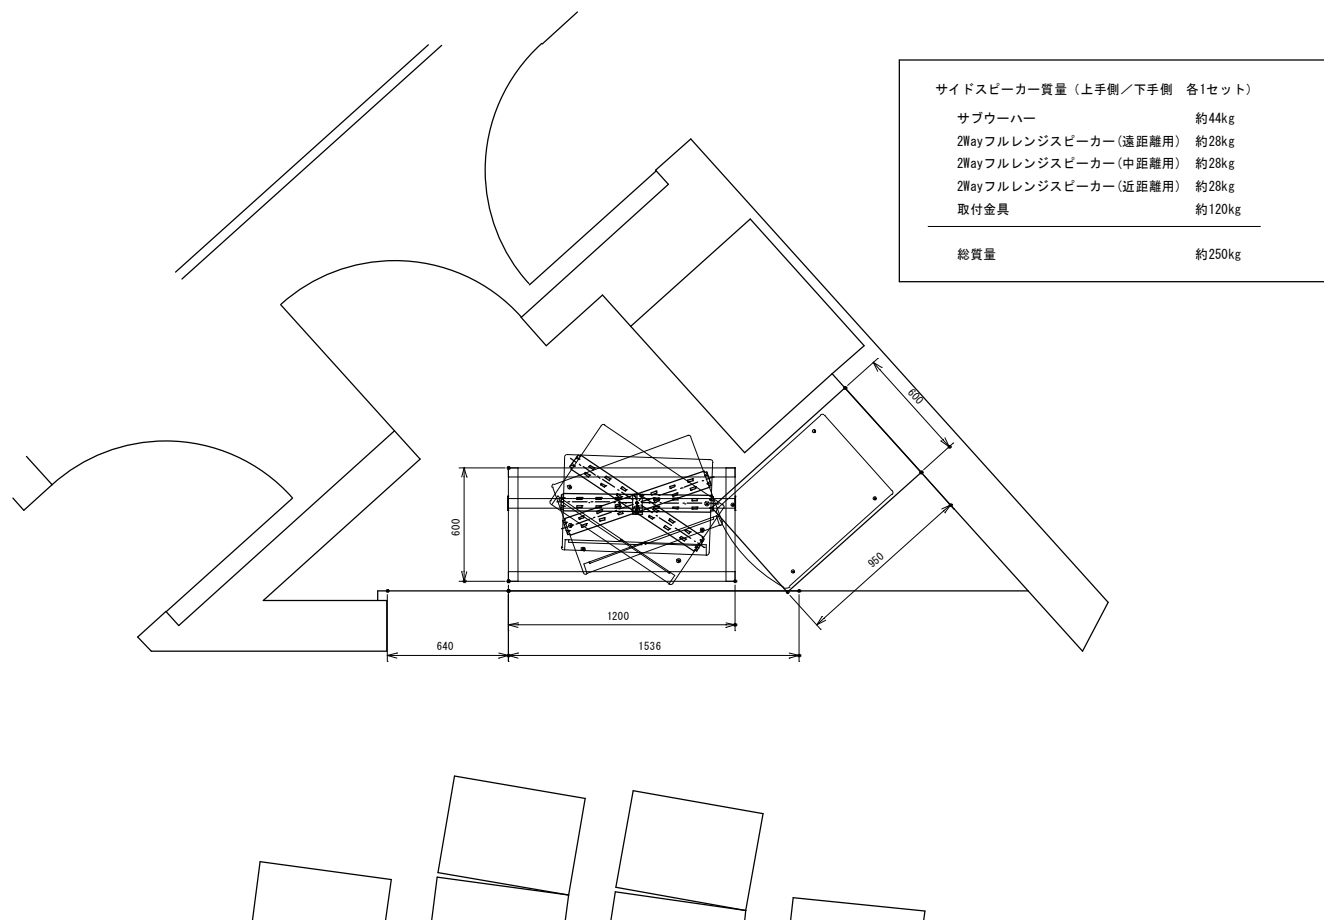 サイドスピーカー質量（上手側／下手側　各1セット）
サブウーハー 約44kg
2Wayフルレンジスピーカー(遠距離用) 約28kg
2Wayフルレンジスピーカー(中距離用) 約28kg
2Wayフルレンジスピーカー(近距離用) 約28kg
取付金具 約120kg
総質量 約250kg
600
600
950
1200
640
1536